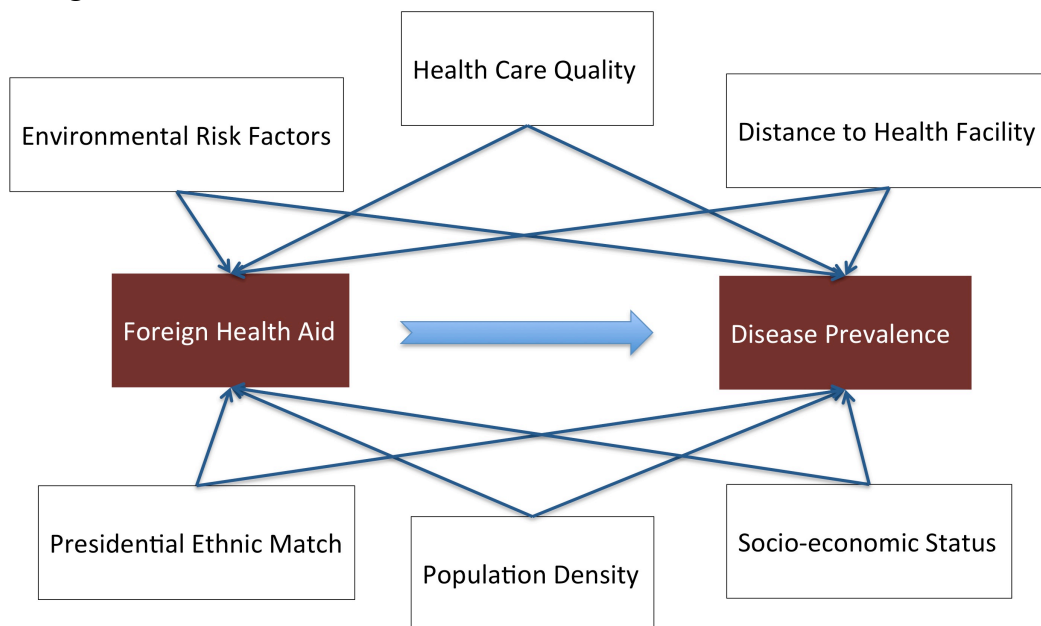 Health Care Quality
Environmental Risk Factors
Distance to Health Facility
Foreign Health Aid
Disease Prevalence
Presidential Ethnic Match
Population Density
Socio-economic Status